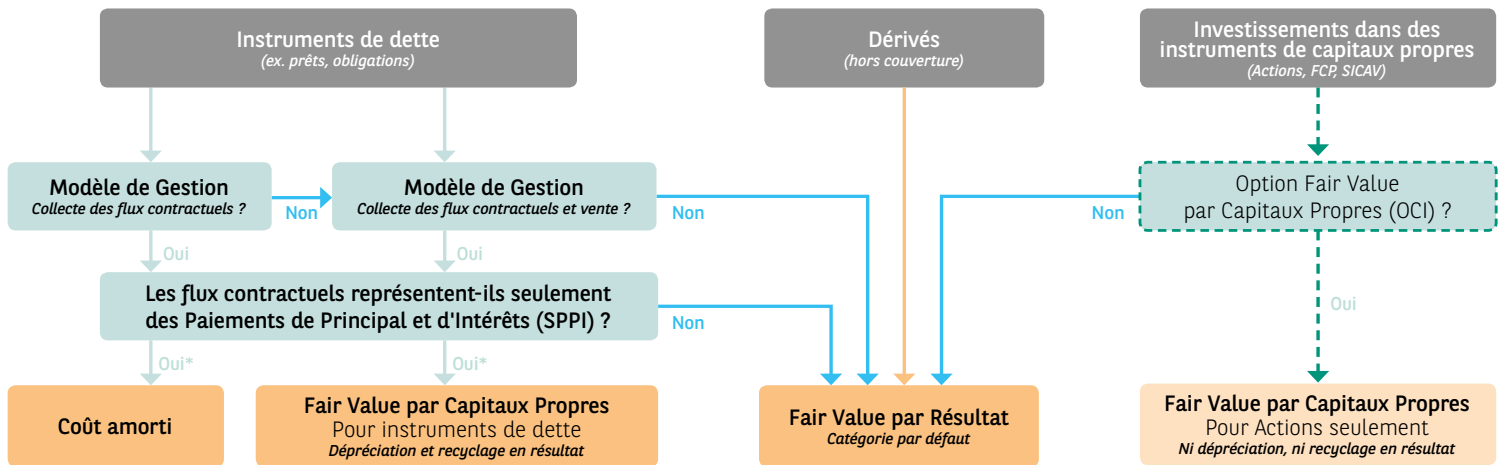 Instruments de dette
(ex. prêts, obligations)
Dérivés
(hors couverture)
Investissements dans des
instruments de capitaux propres
(Actions, FCP, SICAV)
Modèle de Gestion
Collecte des flux contractuels ?
Non
Modèle de Gestion
Collecte des flux contractuels et vente ?
Non
Non
Option Fair Value
par Capitaux Propres (OCI) ?
Oui
Oui
Les flux contractuels représentent-ils seulement
des Paiements de Principal et d'Intérêts (SPPI) ?
Non
Oui
Oui*
Oui*
Coût amorti
Fair Value par Capitaux Propres
Pour instruments de dette
Dépréciation et recyclage en résultat
Fair Value par Résultat
Catégorie par défaut
Fair Value par Capitaux Propres
Pour Actions seulement
Ni dépréciation, ni recyclage en résultat